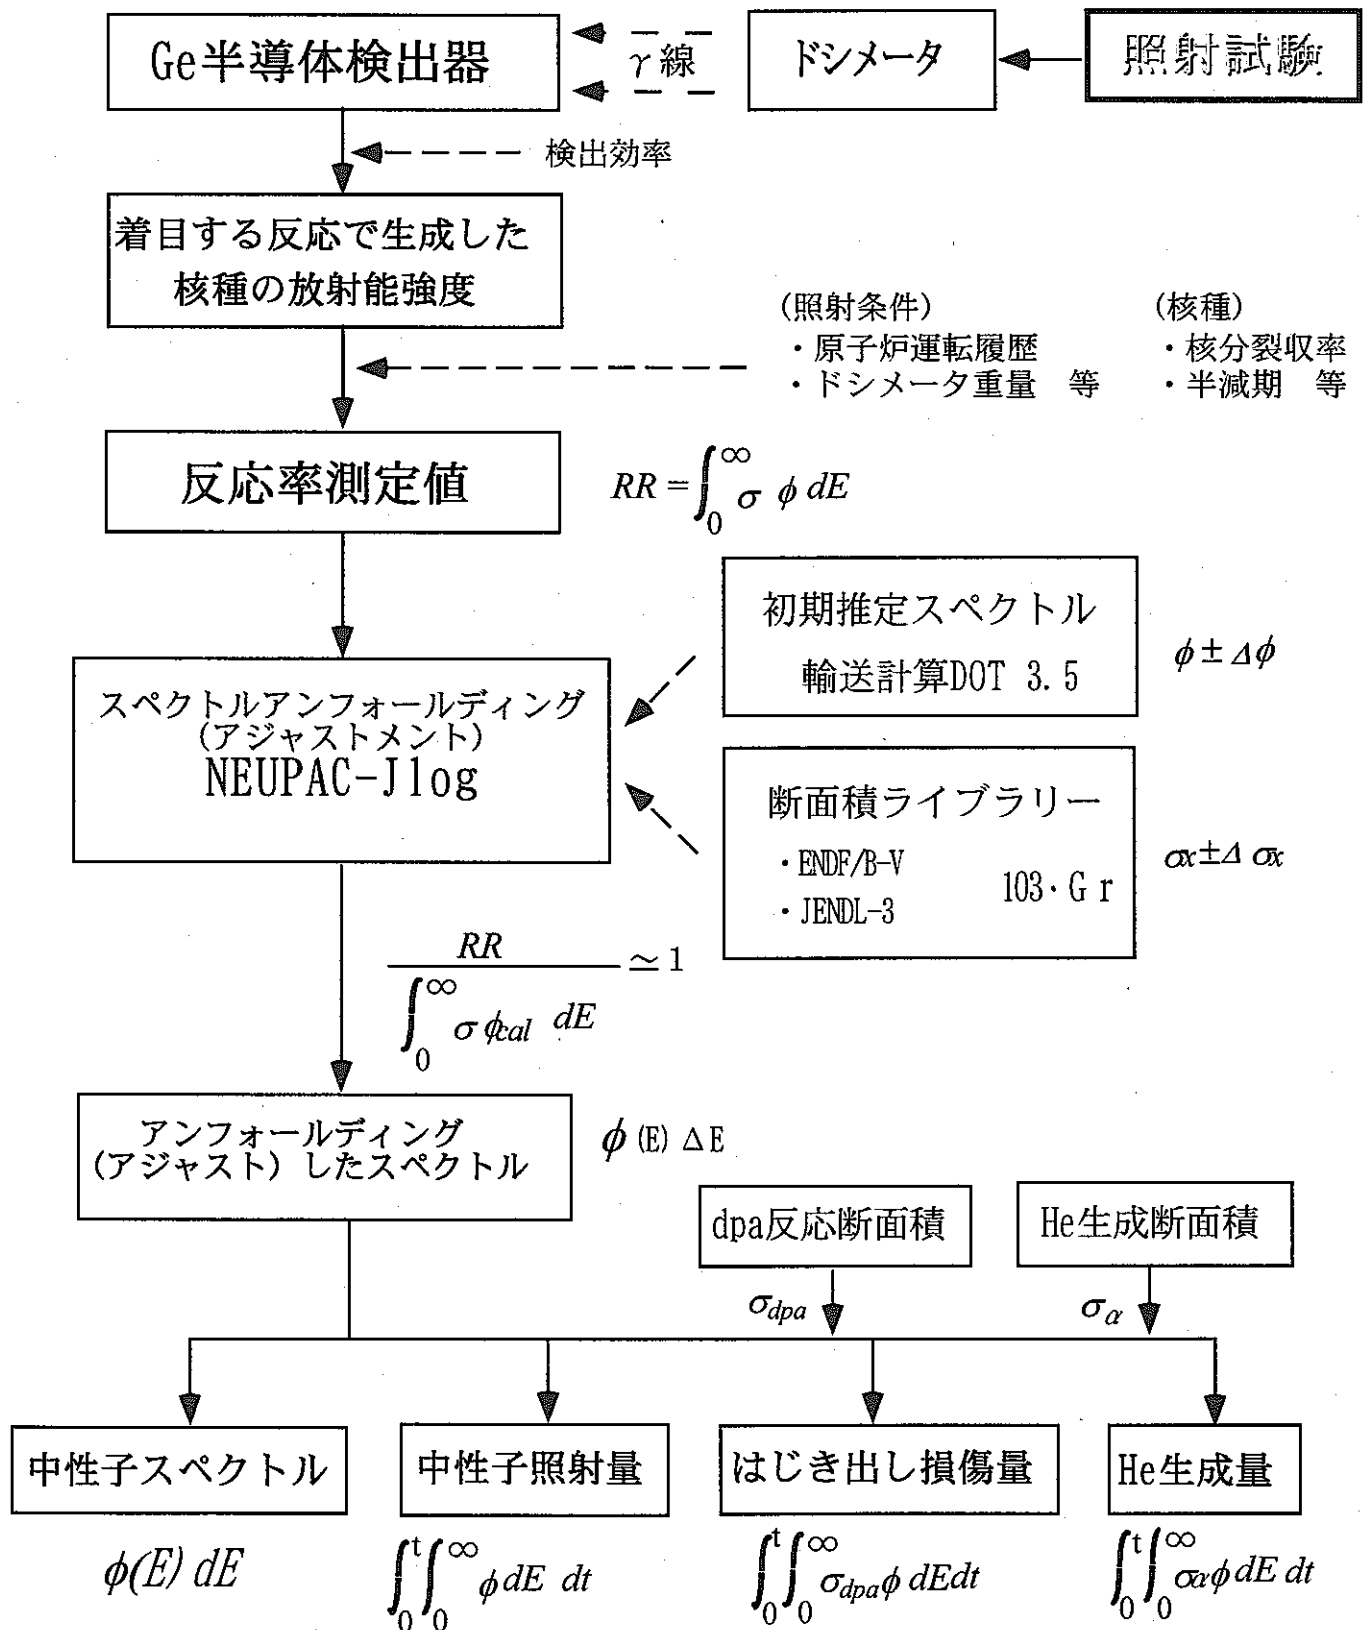 Ge半導体検出器
γ線
ドシメータ
照射試験
検出効率
着目する反応で生成した
核種の放射能強度
(照射条件)
・原子炉運転履歴
・ドシメータ重量 等
(核種)
・核分裂収率
・半減期 等
反応率測定値
RR = ∫₀^∞ σ φ dE
初期推定スペクトル
輸送計算DOT 3.5
φ ± Δφ
スペクトルアンフォールディング
(アジャストメント)
NEUPAC-Jlog
断面積ライブラリー
・ENDF/B-V
・JENDL-3
103・Gr
σx ± Δσx
RR
≃ 1
∫₀^∞ σ φcal dE
アンフォールディング
(アジャスト) したスペクトル
φ (E) ΔE
dpa反応断面積
He生成断面積
σdpa
σα
中性子スペクトル
中性子照射量
はじき出し損傷量
He生成量
φ(E) dE
∫₀^t ∫₀^∞ φ dE dt
∫₀^t ∫₀^∞ σdpa φ dEdt
∫₀^t ∫₀^∞ σα φ dE dt